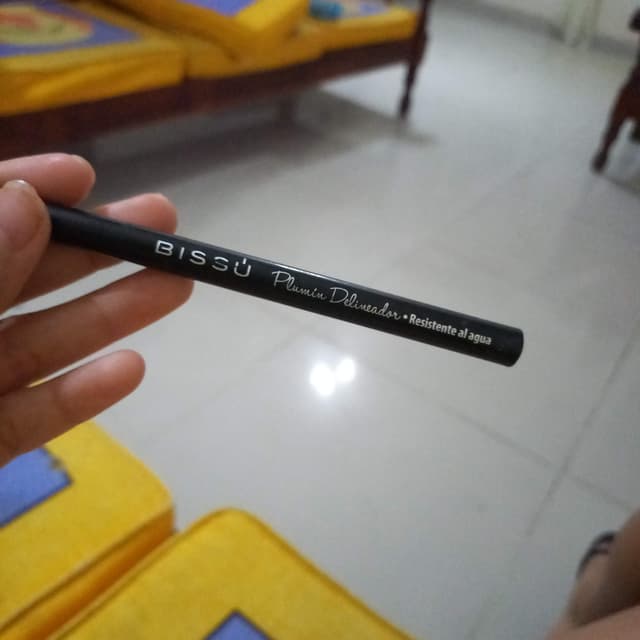 BISSÚ Plumín Delineador • Resistente al agua